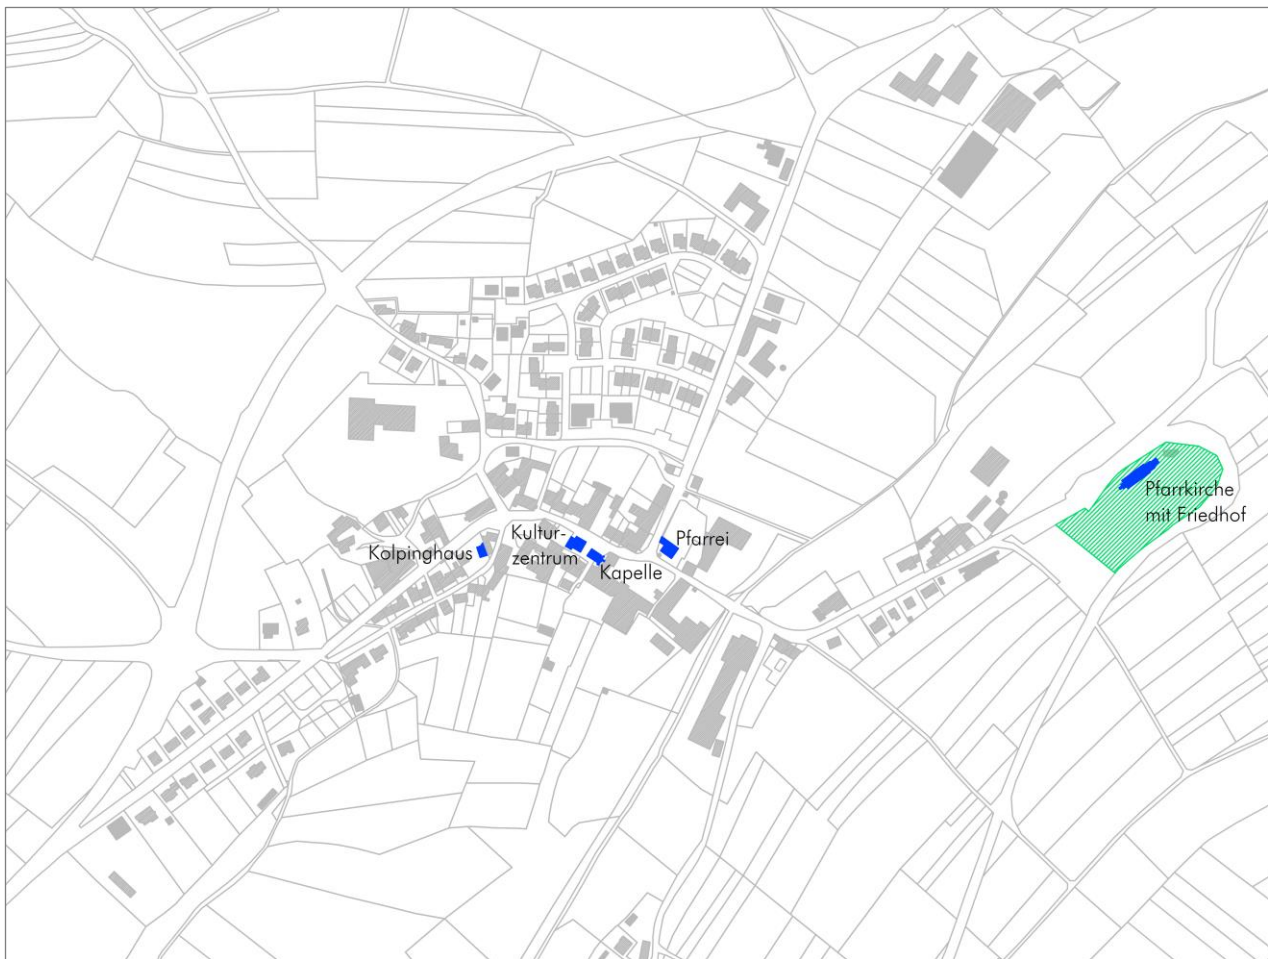 Pfarrkirche
mit Friedhof
Kolpinghaus
Kultur-
zentrum
Kapelle
Pfarrei